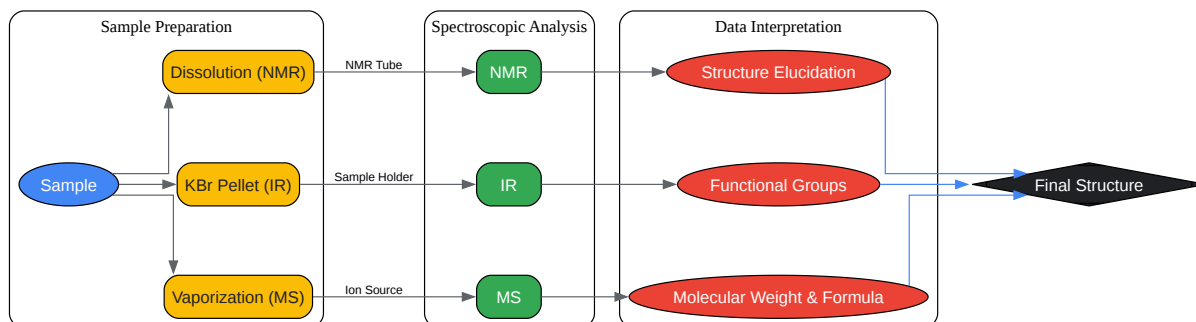 Sample Preparation
Spectroscopic Analysis
Data Interpretation
Dissolution (NMR)
NMR Tube
NMR
Structure Elucidation
Sample
KBr Pellet (IR)
Sample Holder
IR
Functional Groups
Final Structure
Vaporization (MS)
Ion Source
MS
Molecular Weight & Formula